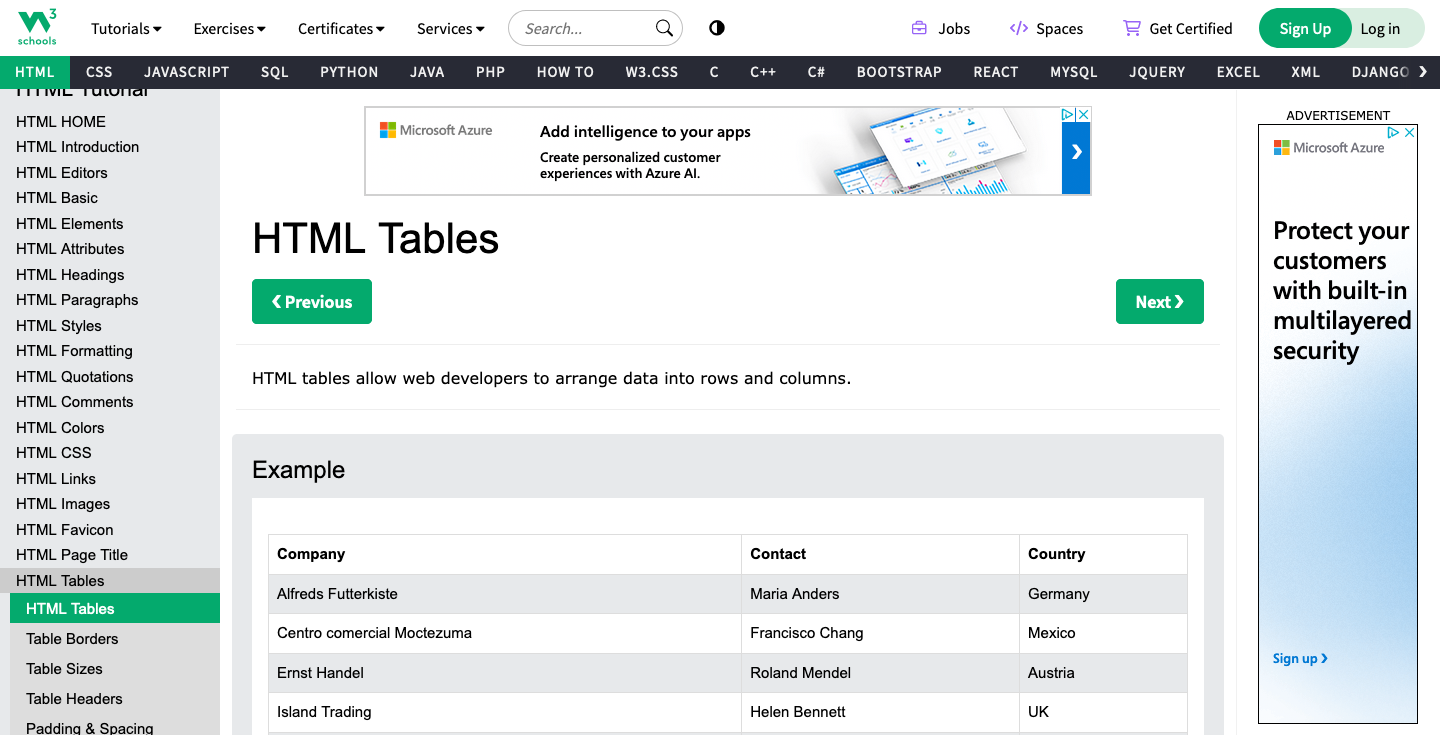 W3 schools
Tutorials Exercises Certificates Services Search... Jobs Spaces Get Certified Sign Up Log in
HTML CSS JAVASCRIPT SQL PYTHON JAVA PHP HOW TO W3.CSS C C++ C# BOOTSTRAP REACT MYSQL JQUERY EXCEL XML DJANGO
HTML Tutorial
HTML HOME
HTML Introduction
HTML Editors
HTML Basic
HTML Elements
HTML Attributes
HTML Headings
HTML Paragraphs
HTML Styles
HTML Formatting
HTML Quotations
HTML Comments
HTML Colors
HTML CSS
HTML Links
HTML Images
HTML Favicon
HTML Page Title
HTML Tables
HTML Tables
Table Borders
Table Sizes
Table Headers
Padding & Spacing
Microsoft Azure
Add intelligence to your apps
Create personalized customer
experiences with Azure AI.
HTML Tables
❮ Previous Next ❯
HTML tables allow web developers to arrange data into rows and columns.
Example
Company Contact Country
Alfreds Futterkiste Maria Anders Germany
Centro comercial Moctezuma Francisco Chang Mexico
Ernst Handel Roland Mendel Austria
Island Trading Helen Bennett UK
ADVERTISEMENT
Microsoft Azure
Protect your
customers
with built-in
multilayered
security
Sign up ❯